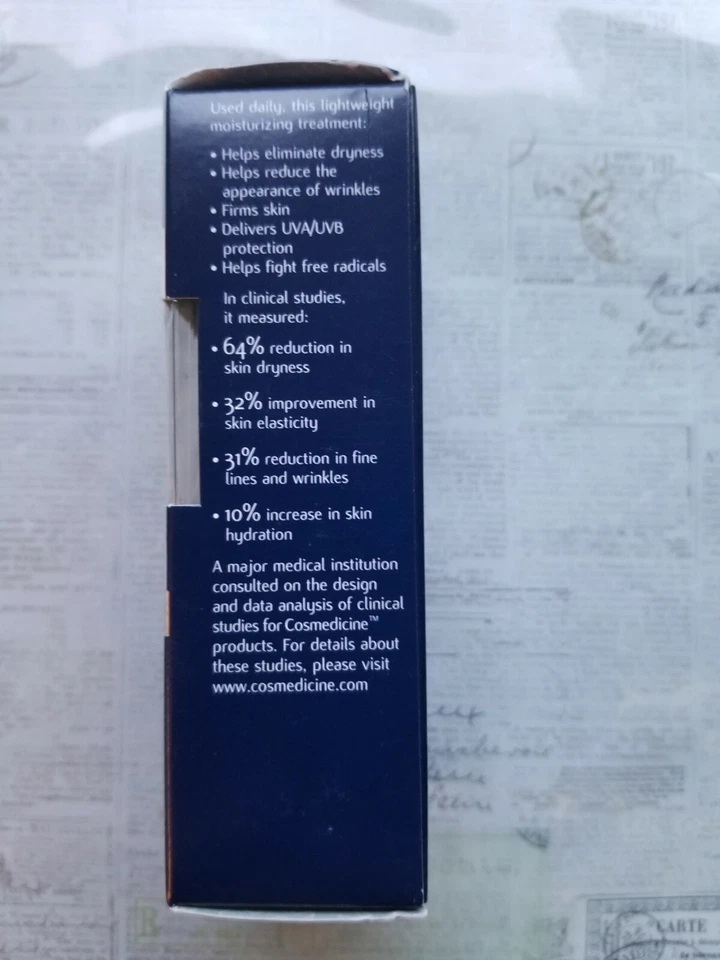 Used daily, this lightweight
moisturizing treatment:
• Helps eliminate dryness
• Helps reduce the
appearance of wrinkles
• Firms skin
• Delivers UVA/UVB
protection
• Helps fight free radicals
In clinical studies,
it measured:
• 64% reduction in
skin dryness
• 32% improvement in
skin elasticity
• 31% reduction in fine
lines and wrinkles
• 10% increase in skin
hydration
A major medical institution
consulted on the design
and data analysis of clinical
studies for Cosmedicine™
products. For details about
these studies, please visit
www.cosmedicine.com
CARTE